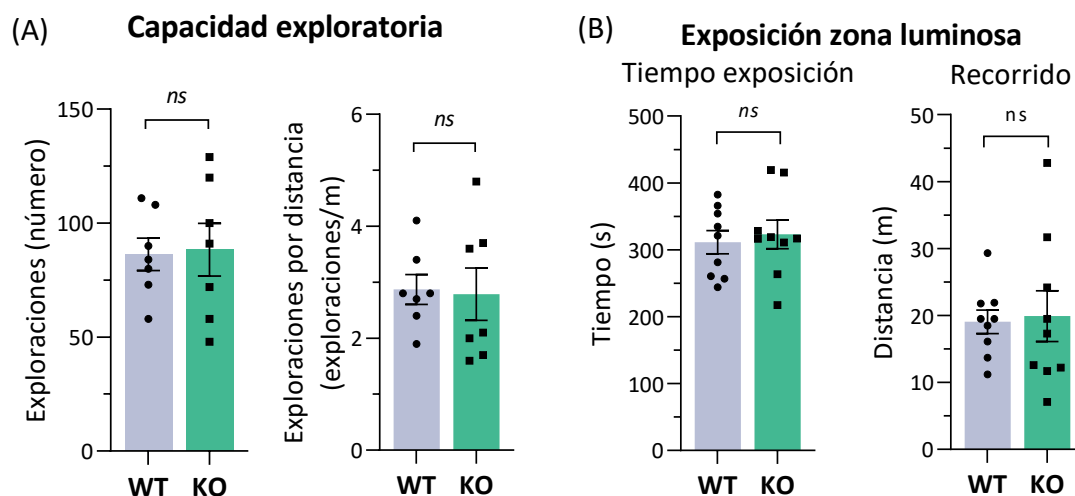 (A)
Capacidad exploratoria
Exploraciones (número)
150
100
50
0
ns
WT
KO
Exploraciones por distancia
(exploraciones/m)
6
4
2
0
ns
WT
KO
(B)
Exposición zona luminosa
Tiempo exposición
Tiempo (s)
500
400
300
200
100
0
ns
WT
KO
Recorrido
Distancia (m)
50
40
30
20
10
0
ns
WT
KO